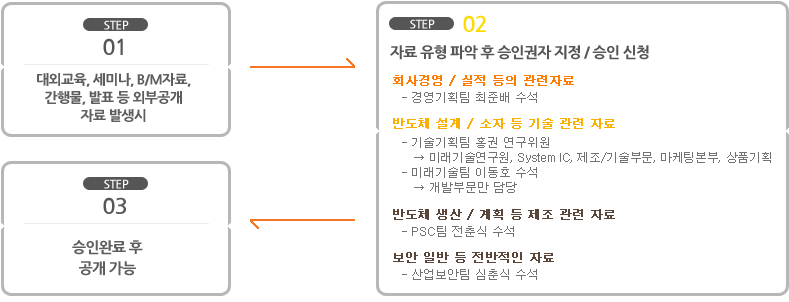 STEP
01
대외교육, 세미나, B/M자료,
간행물, 발표 등 외부공개
자료 발생시
STEP 02
자료 유형 파악 후 승인권자 지정 / 승인 신청
회사경영 / 실적 등의 관련자료
- 경영기획팀 최준배 수석
반도체 설계 / 소자 등 기술 관련 자료
- 기술기획팀 홍권 연구위원
→ 미래기술연구원, System IC, 제조/기술부문, 마케팅본부, 상품기획
- 미래기술팀 이동호 수석
→ 개발부문만 담당
반도체 생산 / 계획 등 제조 관련 자료
- PSC팀 전춘식 수석
보안 일반 등 전반적인 자료
- 산업보안팀 심춘식 수석
STEP
03
승인완료 후
공개 가능